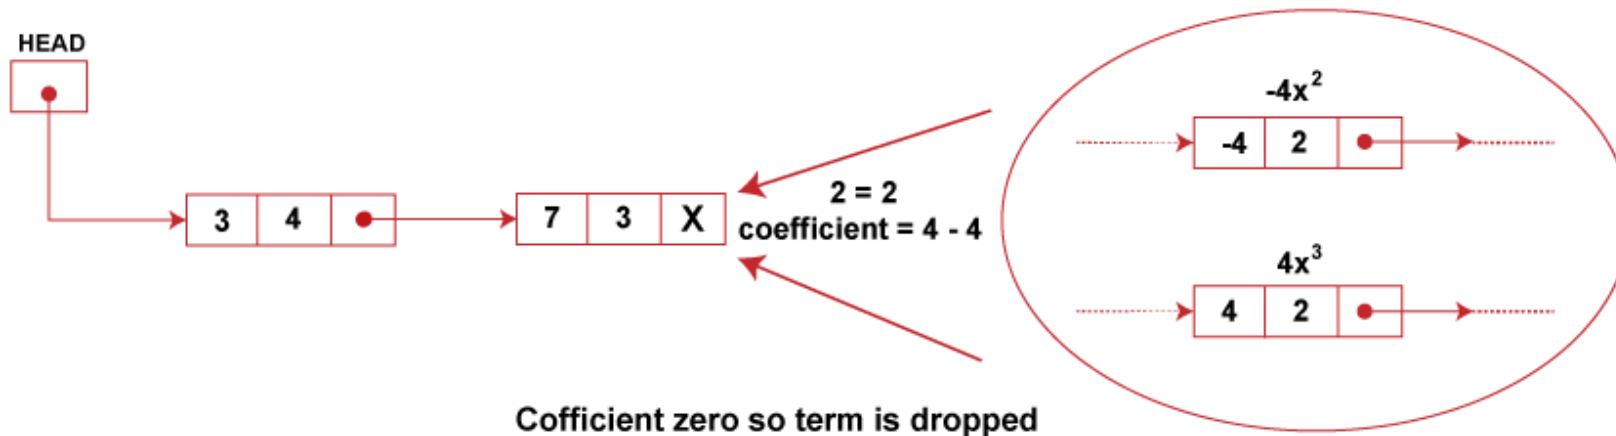 HEAD
-4x²
-4 2
2 = 2
3 4
7 3 X
coefficient = 4 - 4
4x³
4 2
Cofficient zero so term is dropped